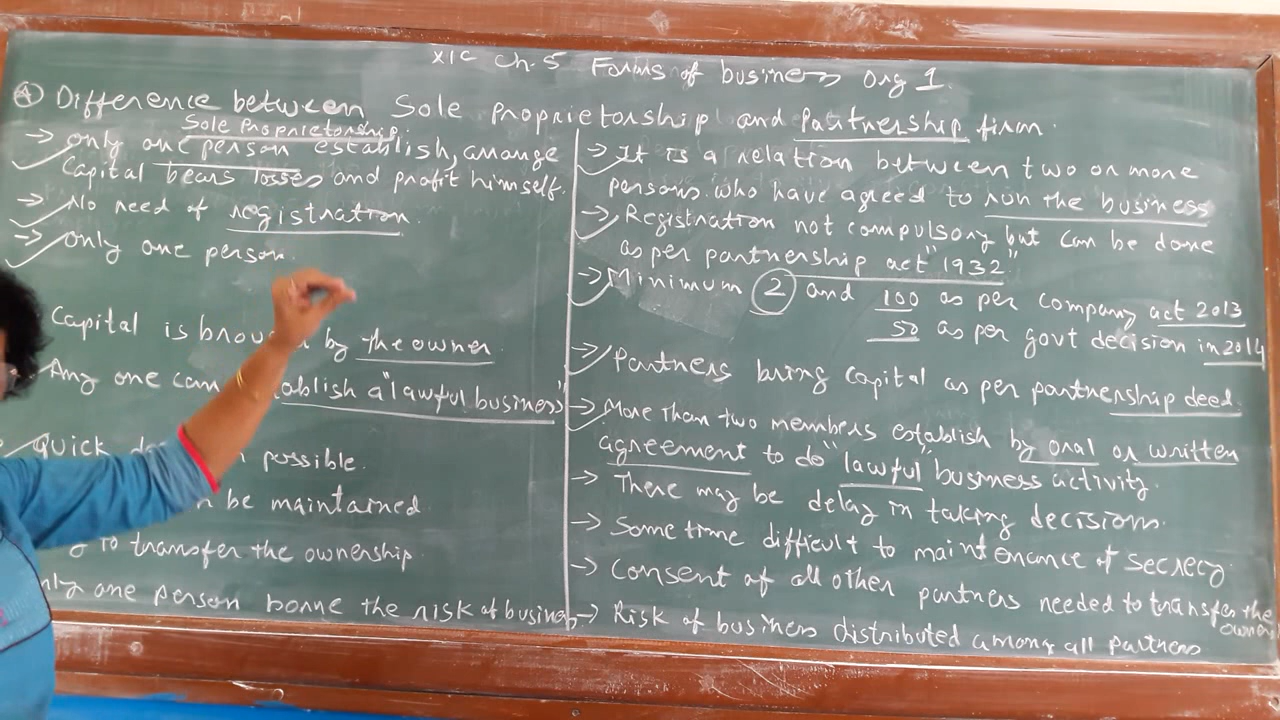 XIC Ch-5 Forms of business org 1.
(A) Difference between Sole Proprietorship and Partnership firm.
Sole Proprietorship.
→ only one person establish, arrange
Capital bears losses and profit himself.
→ No need of registration.
→ only one person.
Capital is by the owner.
Any one can establish a "lawful business"
Quick possible.
be maintained.
to transfer the ownership.
only one person borne the risk of business
→ It is a relation between two or more
persons who have agreed to run the business
→ Registration not compulsory but can be done
as per partnership act "1932".
→ Minimum 2 and 100 as per company act 2013
50 as per govt decision in 2014
→ Partners bring capital as per partnership deed.
→ More than two members establish by oral or written
agreement to do "lawful" business activity.
→ There may be delay in taking decisions.
→ Some time difficult to maintenance of secrecy.
→ Consent of all other partners needed to transfer the
→ Risk of business distributed among all partners